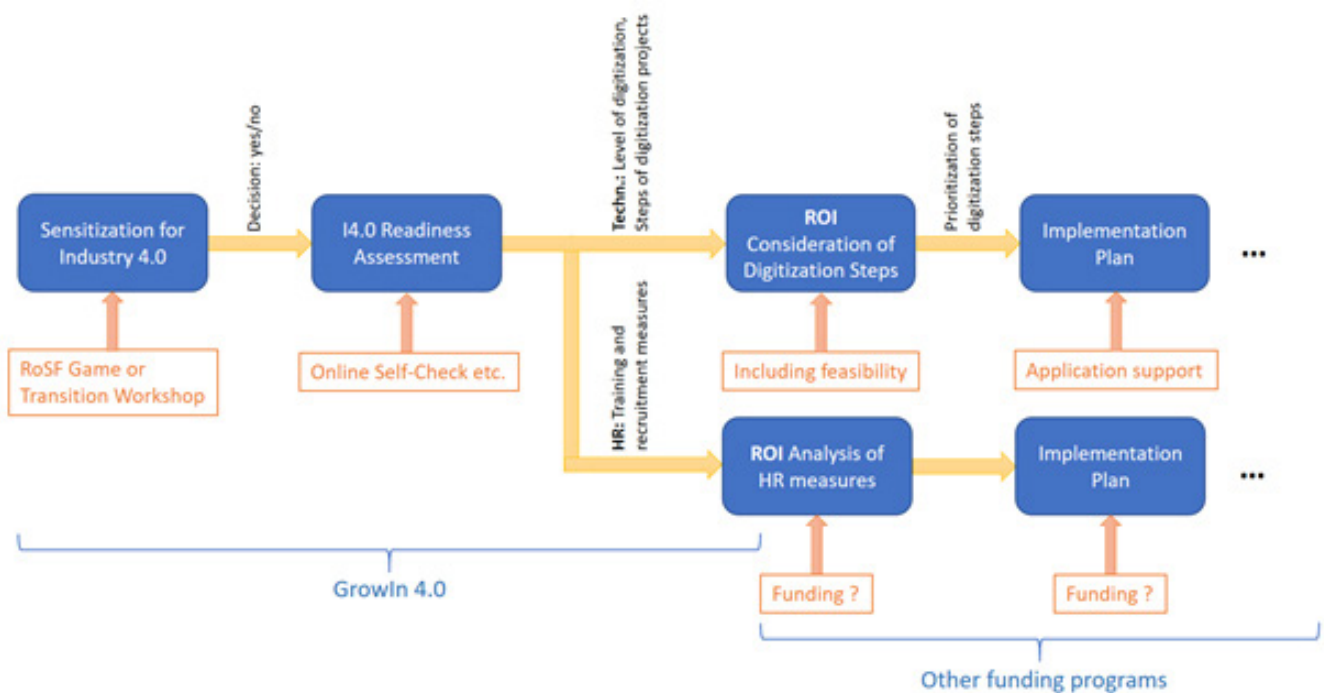 Decision: yes/no
Techn.: Level of digitization,
Steps of digitization projects
Prioritization of
digitization steps
Sensitization for
Industry 4.0
I4.0 Readiness
Assessment
ROI
Consideration of
Digitization Steps
Implementation
Plan
...
RoSF Game or
Transition Workshop
Online Self-Check etc.
HR: Training and
recruitment measures
Including feasibility
Application support
ROI Analysis of
HR measures
Implementation
Plan
...
GrowIn 4.0
Funding ?
Funding ?
Other funding programs